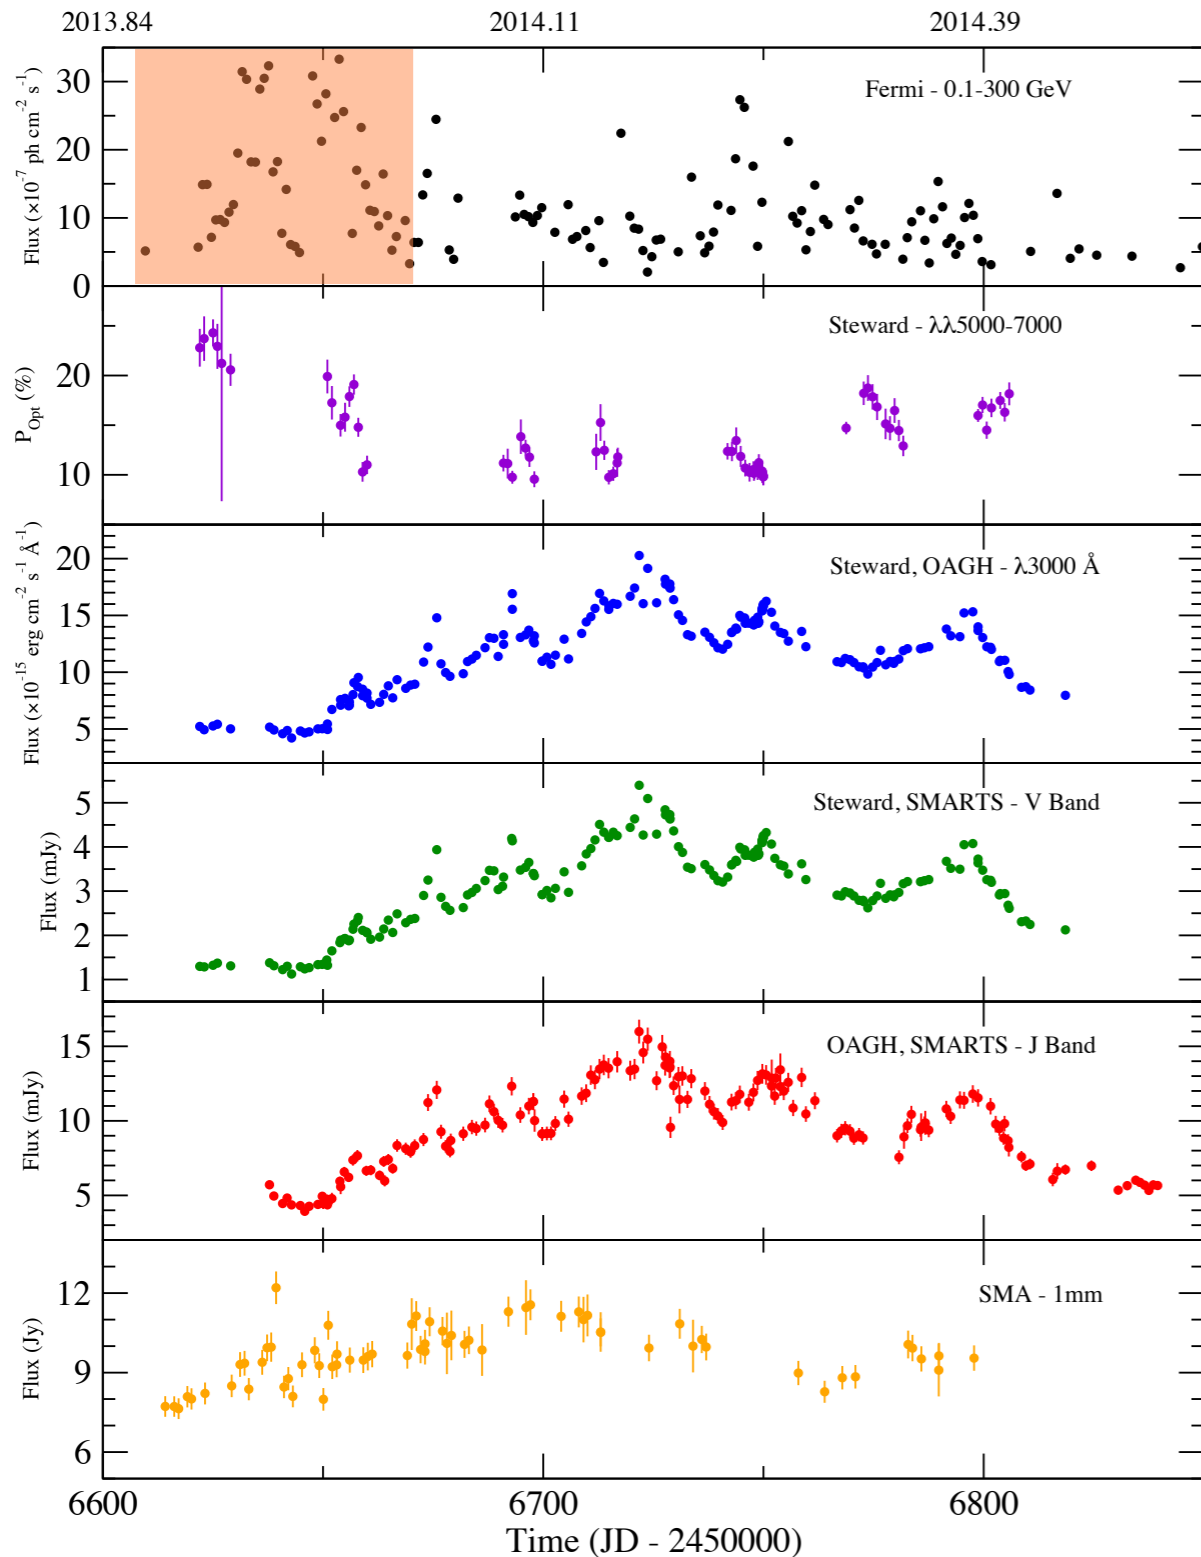 2013.84 2014.11 2014.39
Fermi - 0.1-300 GeV
Flux (×10⁻⁷ ph cm⁻² s⁻¹)
30
20
10
0
Steward - λλ5000-7000
P_Opt (%)
20
10
Steward, OAGH - λ3000 Å
Flux (×10⁻¹⁵ erg cm⁻² s⁻¹ Å⁻¹)
20
15
10
5
Steward, SMARTS - V Band
Flux (mJy)
5
4
3
2
1
OAGH, SMARTS - J Band
Flux (mJy)
15
10
5
SMA - 1mm
Flux (Jy)
12
9
6
6600 6700 6800
Time (JD - 2450000)